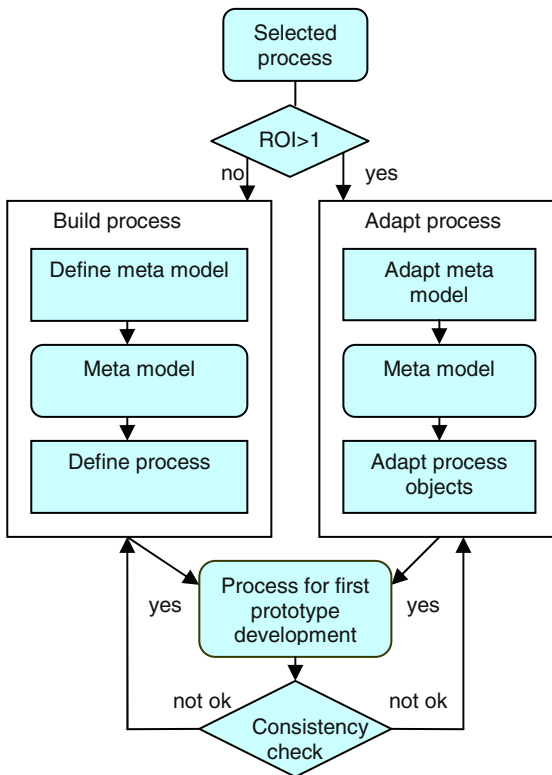 Selected
process
ROI>1
no
yes
Build process
Define meta model
Meta model
Define process
Adapt process
Adapt meta
model
Meta model
Adapt process
objects
yes
Process for first
prototype
development
yes
not ok
Consistency
check
not ok